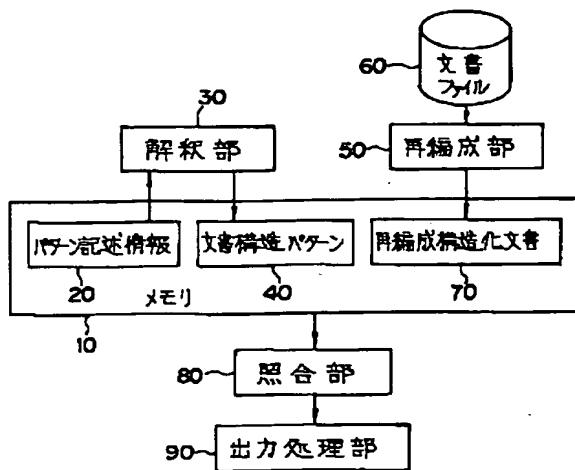 60
文書
ファイル
30
解釈部
50
再編成部
パターン記述情報
文書構造パターン
再編成構造化文書
20
メモリ
40
70
10
80
照合部
90
出力処理部